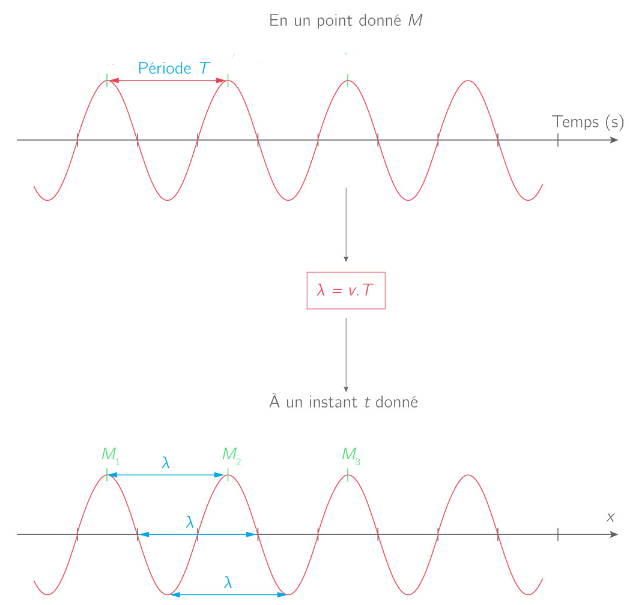 En un point donné M
Période T
Temps (s)
λ = v.T
À un instant t donné
M₁ M₂ M₃
λ
x
λ
λ